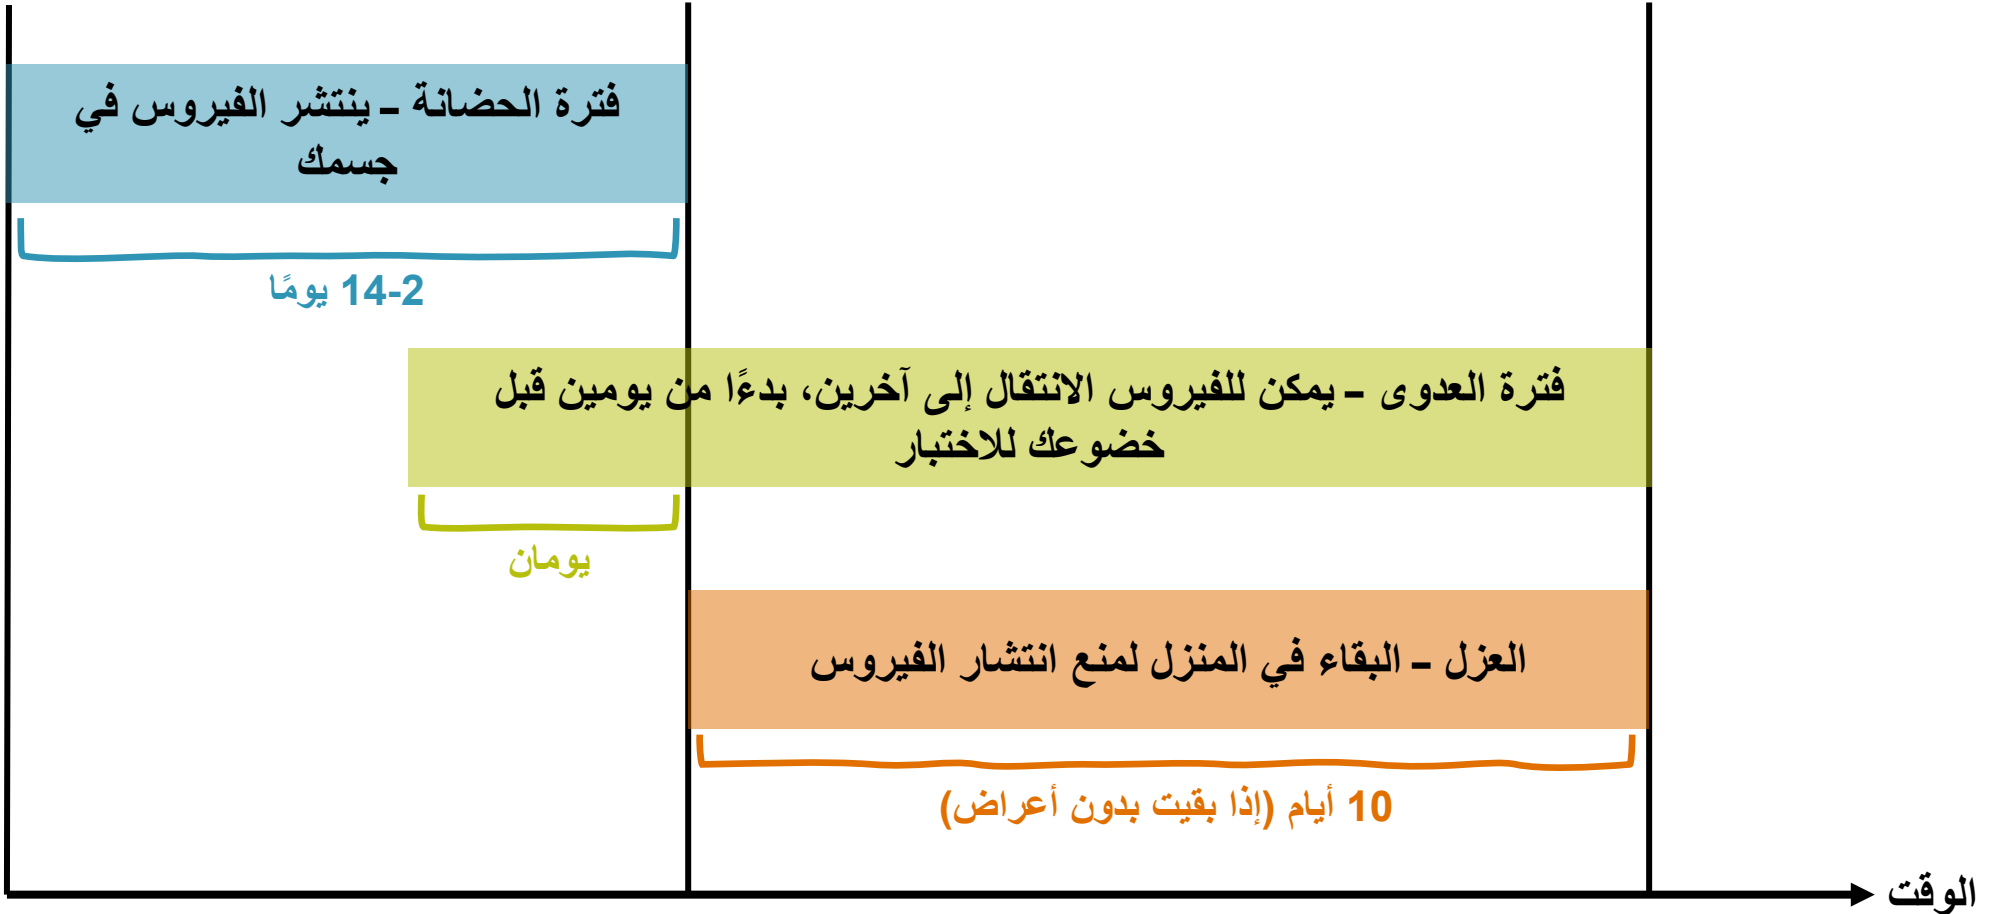 فترة الحضانة – ينتشر الفيروس في
جسمك
14-2 يومًا
فترة العدوى – يمكن للفيروس الانتقال إلى آخرين، بدءًا من يومين قبل
خضوعك للاختبار
يومان
العزل – البقاء في المنزل لمنع انتشار الفيروس
10 أيام (إذا بقيت بدون أعراض)
الوقت